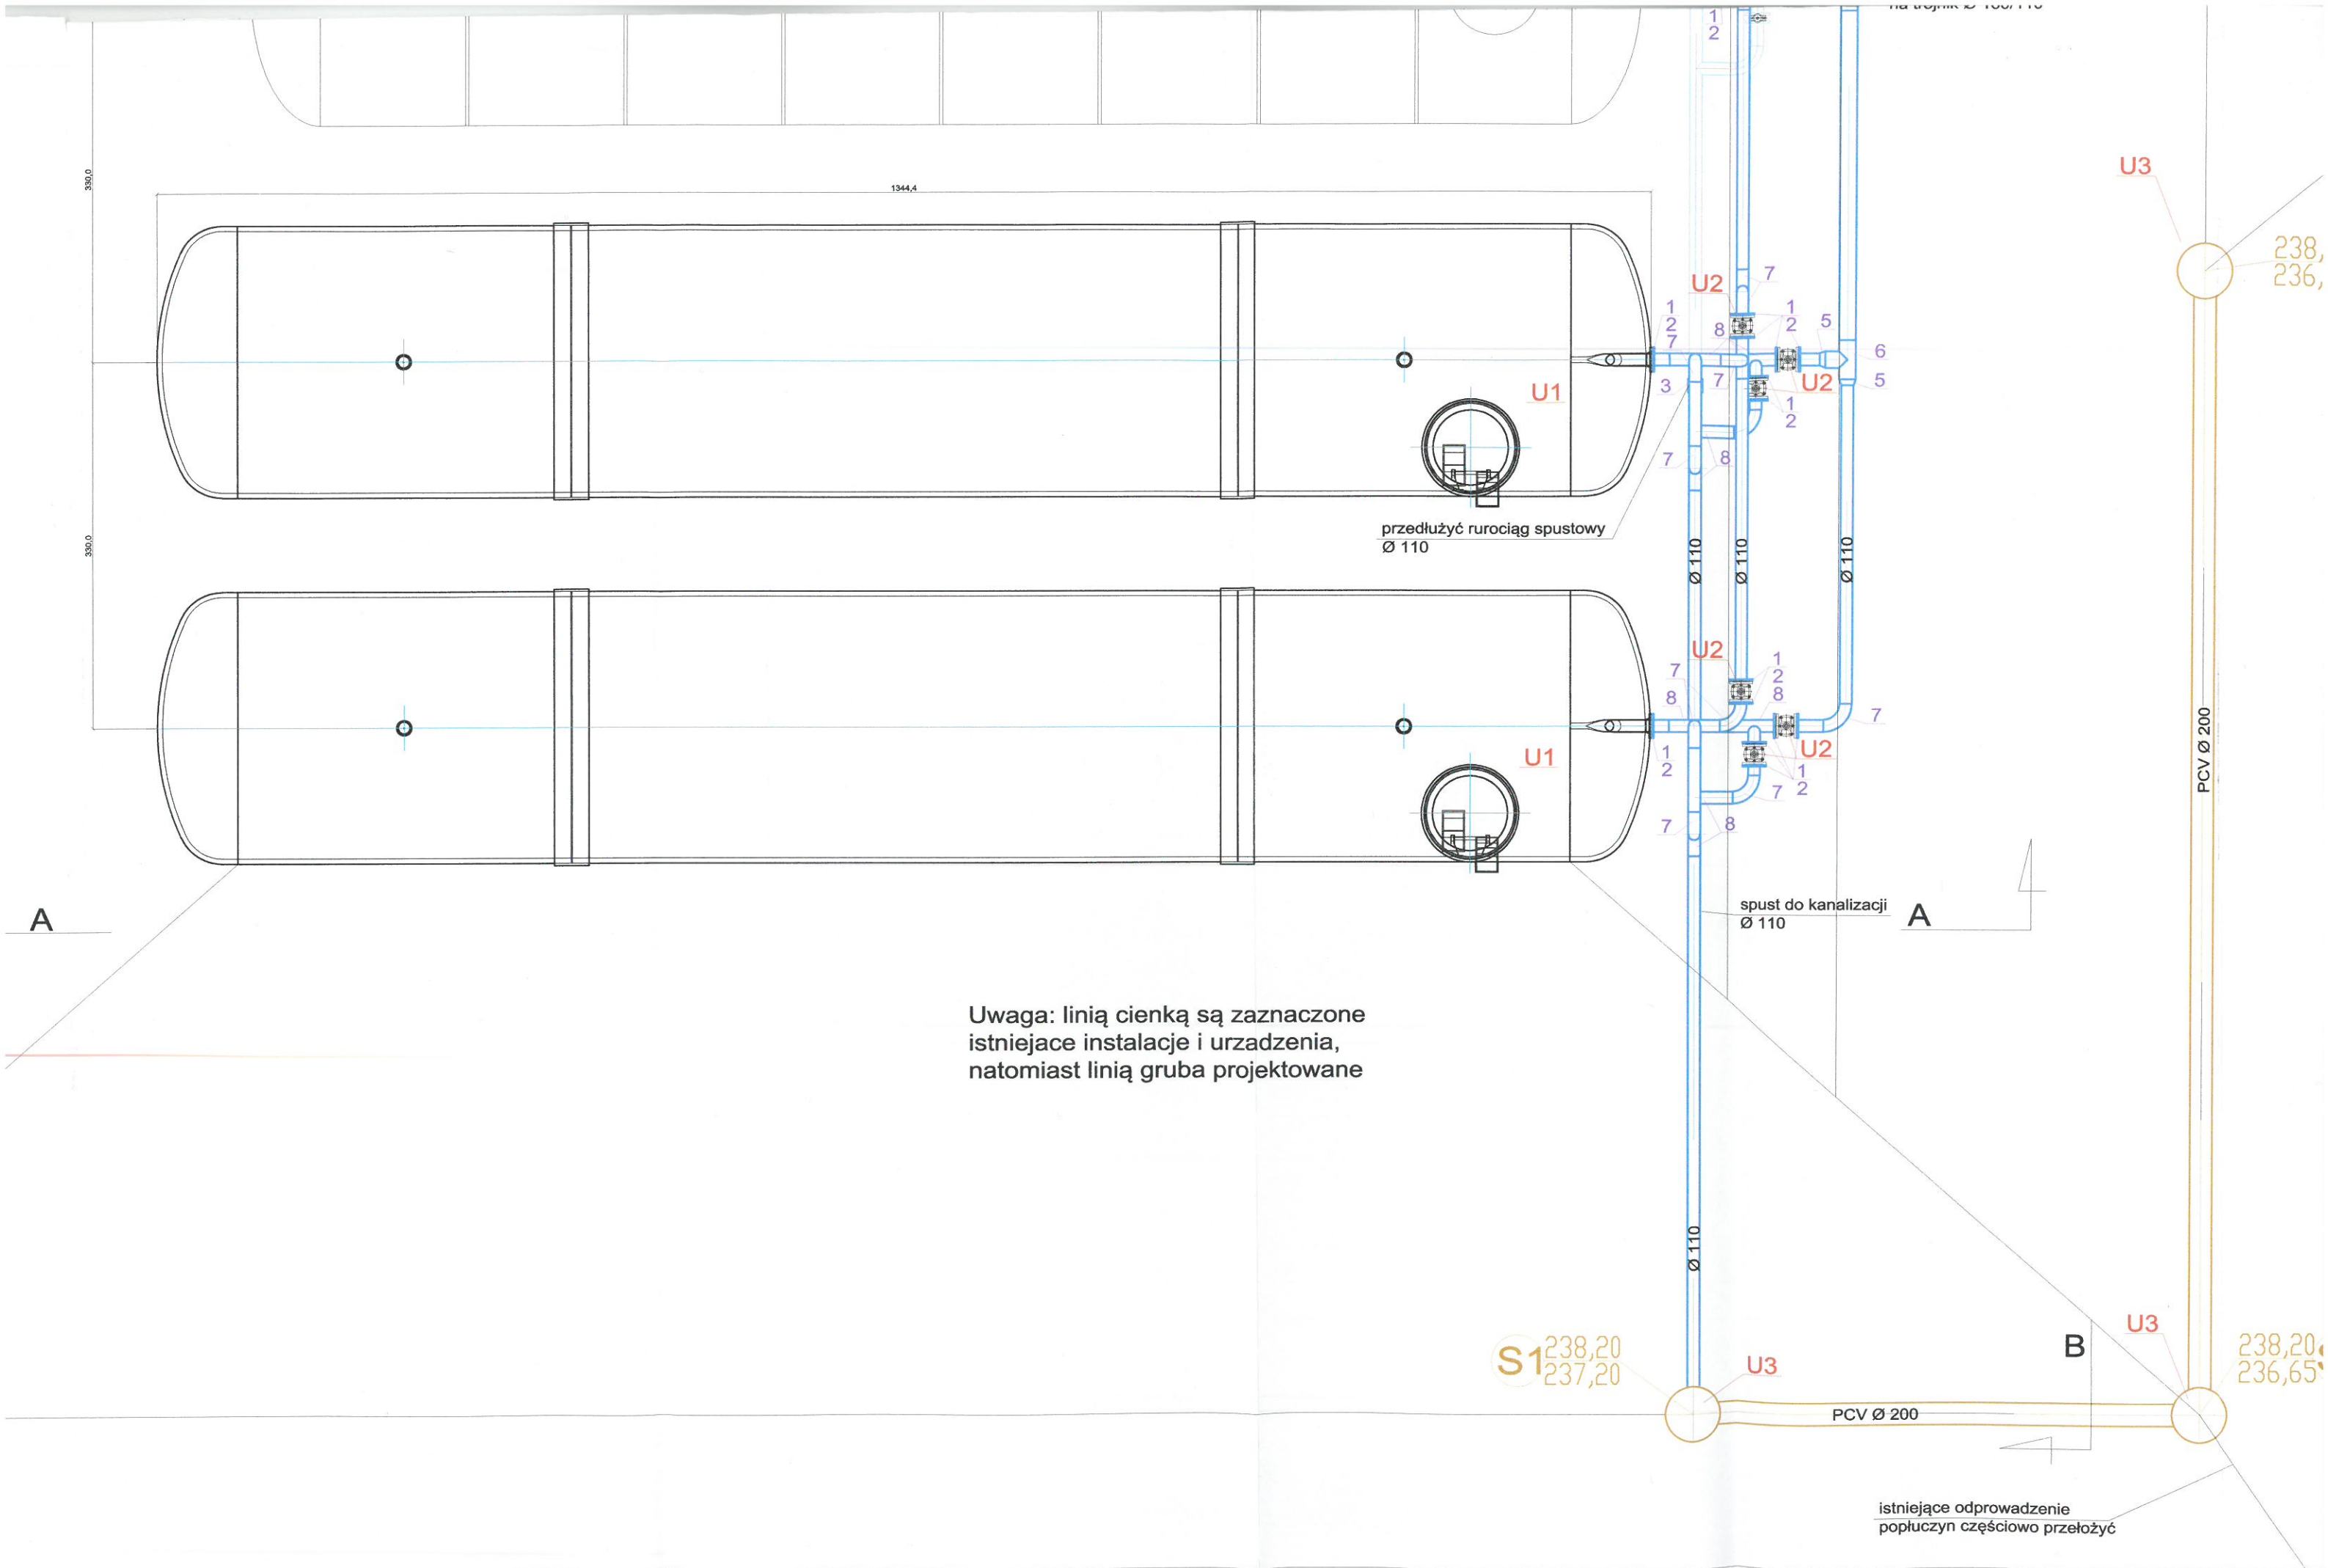 1
2
U3
238,
236,
330,0
1344,4
7
U2
1
2
7
8
1
2
5
6
3
7
U2
5
U1
1
2
7
8
przedłużyć rurociąg spustowy
Ø 110
330,0
Ø 110
Ø 110
Ø 110
U2
7
8
1
2
8
7
U1
1
2
U2
1
2
7
7
8
PCV Ø 200
spust do kanalizacji
Ø 110
A
A
Uwaga: linią cienką są zaznaczone
istniejace instalacje i urzadzenia,
natomiast linią gruba projektowane
Ø 110
S1
238,20
237,20
U3
B
U3
238,20
236,65
PCV Ø 200
istniejące odprowadzenie
popłuczyn częściowo przełożyć